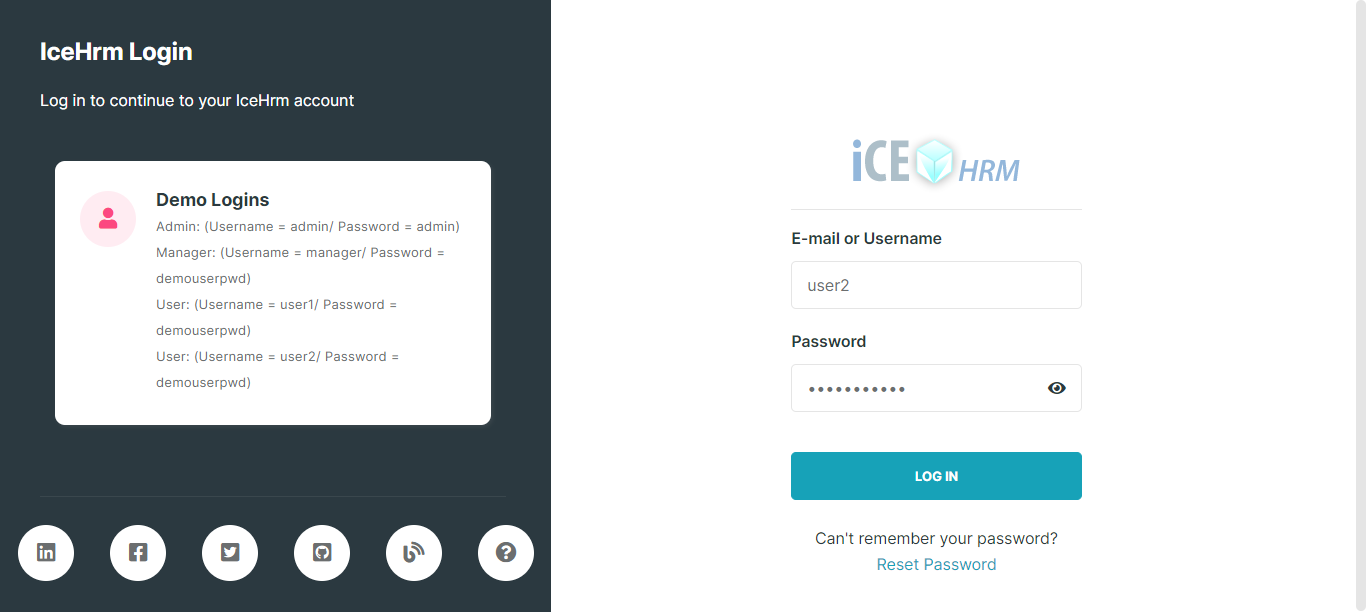 IceHrm Login
Log in to continue to your IceHrm account
Demo Logins
Admin: (Username = admin/ Password = admin)
Manager: (Username = manager/ Password =
demouserpwd)
User: (Username = user1/ Password =
demouserpwd)
User: (Username = user2/ Password =
demouserpwd)
iCE HRM
E-mail or Username
user2
Password
•••••••••••
LOG IN
Can't remember your password?
Reset Password